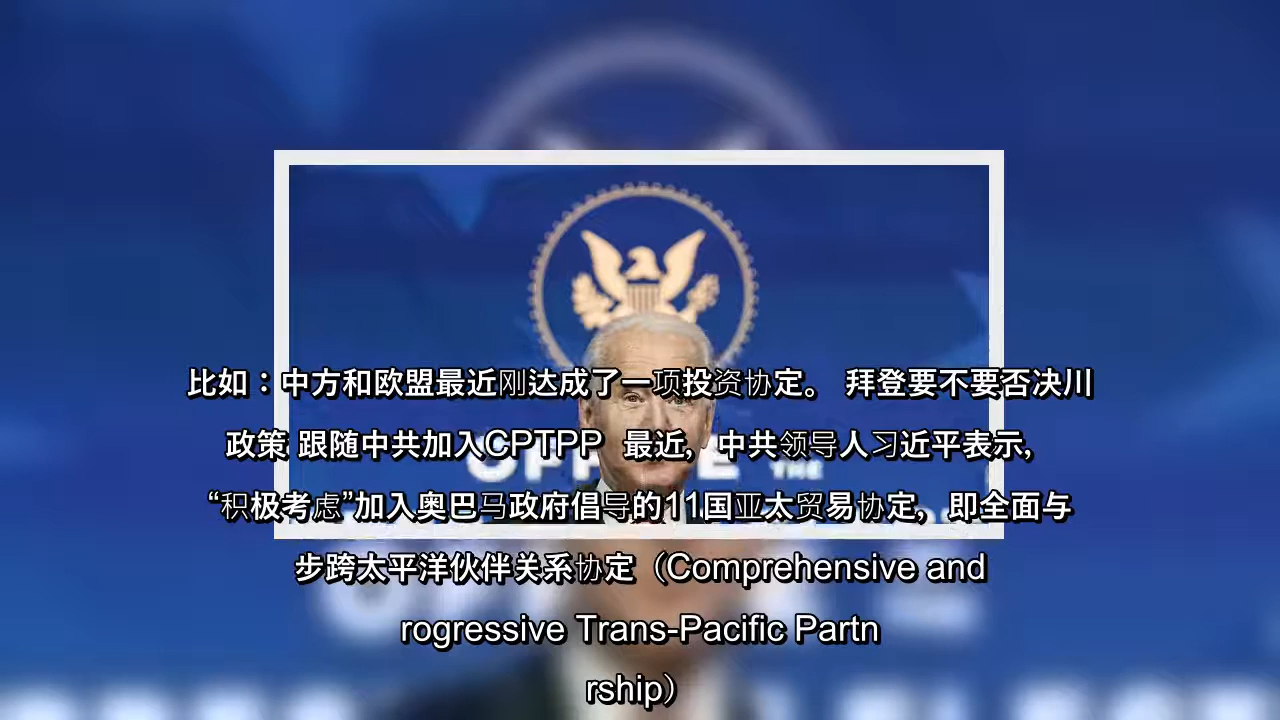 比如：中方和欧盟最近刚达成了一项投资协定。 拜登要不要否决川
政策 跟随中共加入CPTPP 最近，中共领导人习近平表示，
“积极考虑”加入奥巴马政府倡导的11国亚太贸易协定，即全面与
步跨太平洋伙伴关系协定（Comprehensive and
rogressive Trans-Pacific Partn
rship）
THE